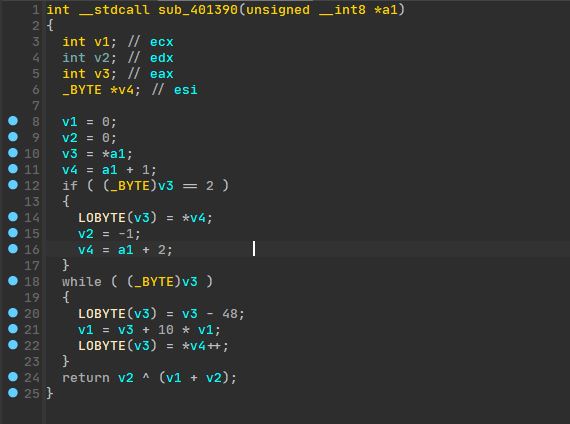 1 int __stdcall sub_401390(unsigned __int8 *a1)
2 {
3 int v1; // ecx
4 int v2; // edx
5 int v3; // eax
6 _BYTE *v4; // esi
7
8 v1 = 0;
9 v2 = 0;
10 v3 = *a1;
11 v4 = a1 + 1;
12 if ( (_BYTE)v3 == 2 )
13 {
14 LOBYTE(v3) = *v4;
15 v2 = -1;
16 v4 = a1 + 2;
17 }
18 while ( (_BYTE)v3 )
19 {
20 LOBYTE(v3) = v3 - 48;
21 v1 = v3 + 10 * v1;
22 LOBYTE(v3) = *v4++;
23 }
24 return v2 ^ (v1 + v2);
25 }